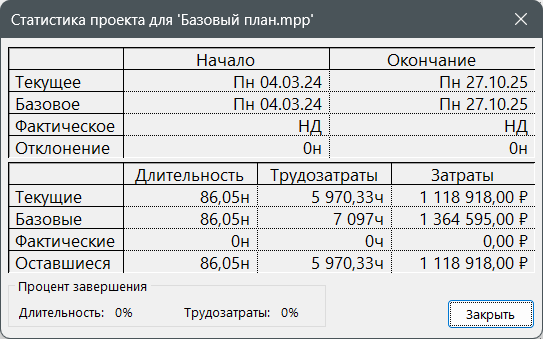 Статистика проекта для 'Базовый план.mpp'
Начало Окончание
Текущее Пн 04.03.24 Пн 27.10.25
Базовое Пн 04.03.24 Пн 27.10.25
Фактическое НД НД
Отклонение 0н 0н
Длительность Трудозатраты Затраты
Текущие 86,05н 5 970,33ч 1 118 918,00 ₽
Базовые 86,05н 7 097ч 1 364 595,00 ₽
Фактические 0н 0ч 0,00 ₽
Оставшиеся 86,05н 5 970,33ч 1 118 918,00 ₽
Процент завершения
Длительность: 0% Трудозатраты: 0%
Закрыть